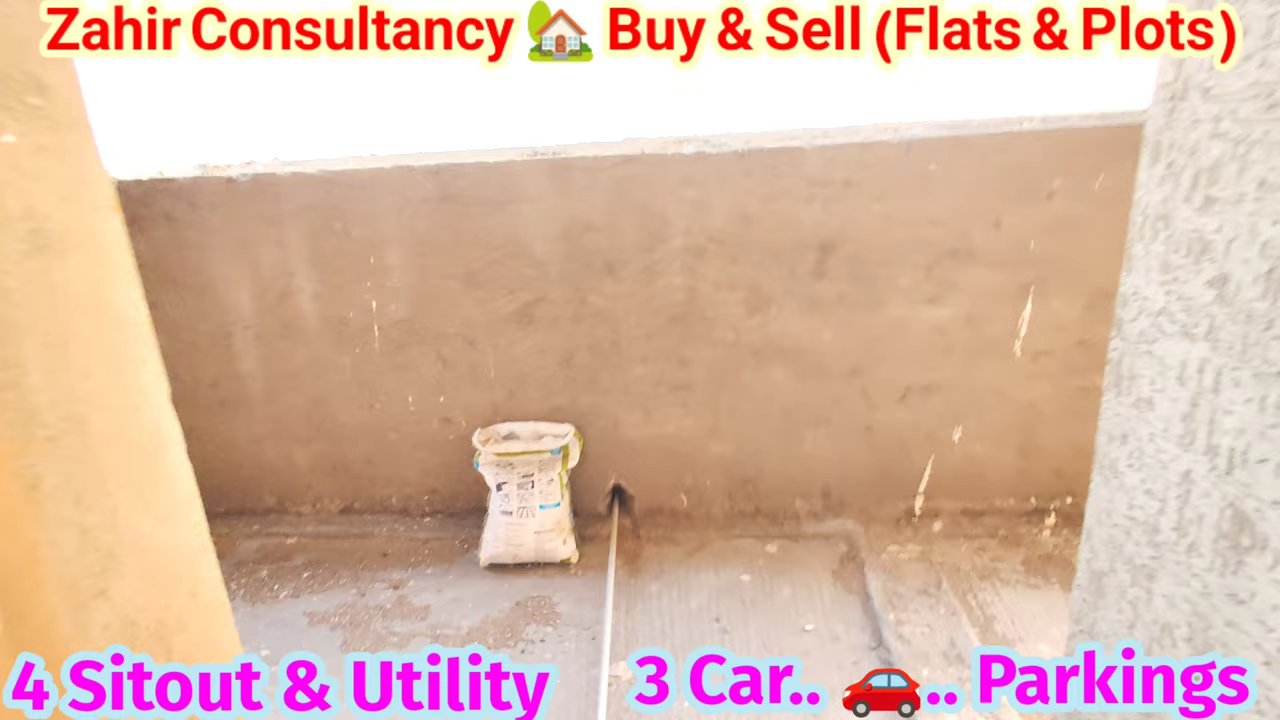 Zahir Consultancy 🏡 Buy & Sell (Flats & Plots)
4 Sitout & Utility
3 Car.. 🚗.. Parkings